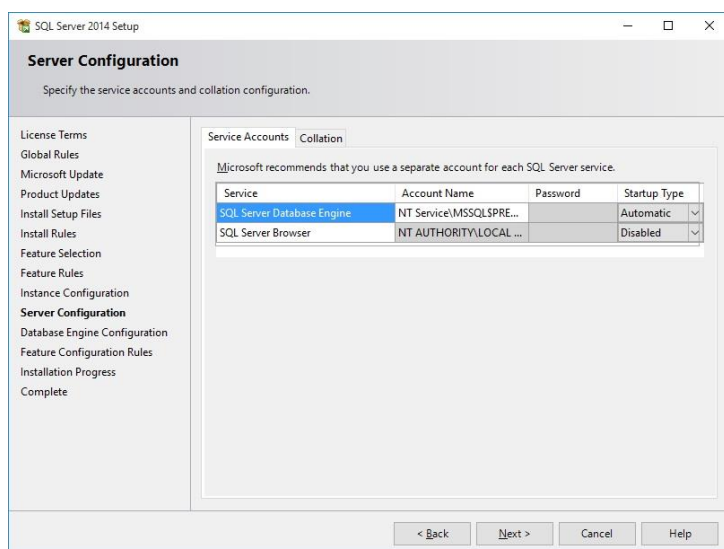 SQL Server 2014 Setup
Server Configuration
Specify the service accounts and collation configuration.
License Terms
Global Rules
Microsoft Update
Product Updates
Install Setup Files
Install Rules
Feature Selection
Feature Rules
Instance Configuration
Server Configuration
Database Engine Configuration
Feature Configuration Rules
Installation Progress
Complete
Service Accounts Collation
Microsoft recommends that you use a separate account for each SQL Server service.
Service Account Name Password Startup Type
SQL Server Database Engine NT Service\MSSQL$PRE... Automatic
SQL Server Browser NT AUTHORITY\LOCAL ... Disabled
< Back Next > Cancel Help